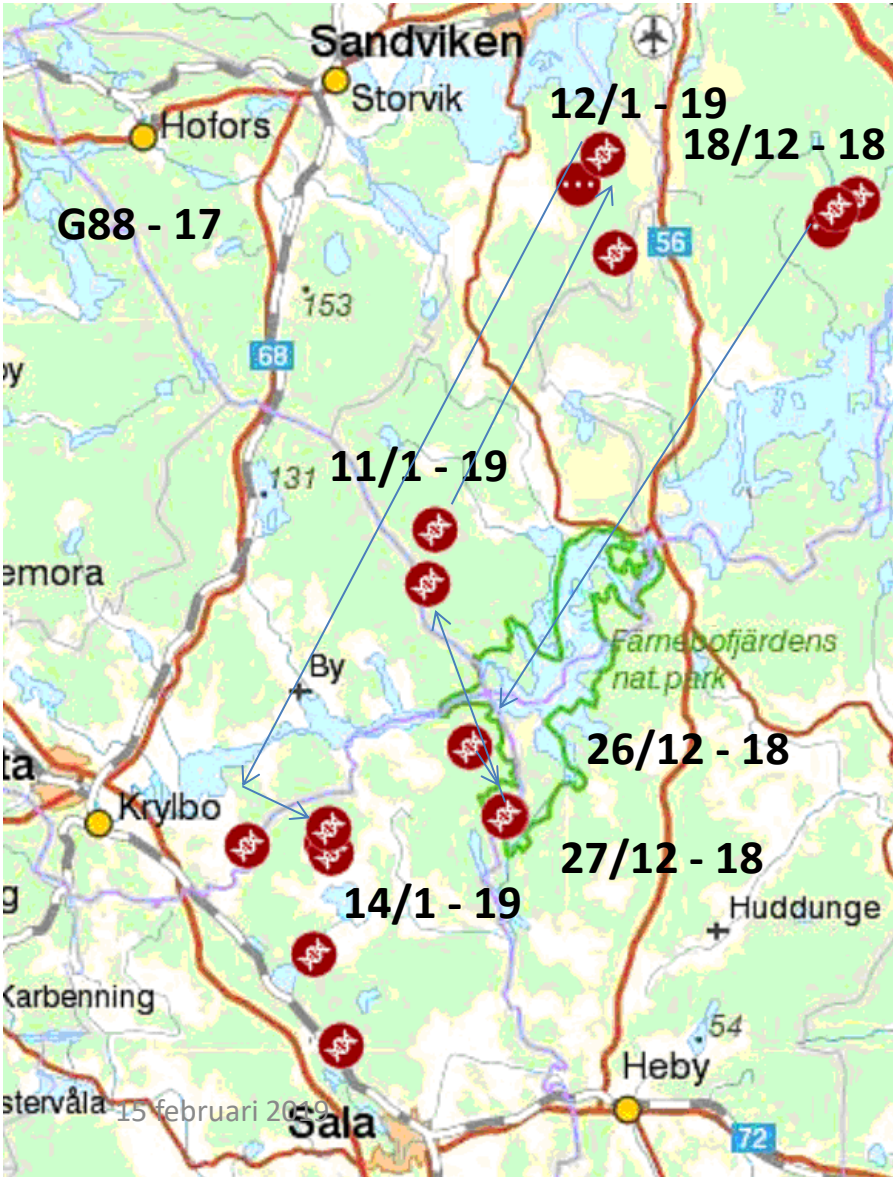 Sandviken
Storvik
12/1 - 19
Hofors
18/12 - 18
G88 - 17
56
153
68
by
11/1 - 19
131
emora
Färnebofjärdens
nat.park
By
26/12 - 18
ta
Krylbo
27/12 - 18
g
14/1 - 19
Huddunge
Karbenning
54
Heby
stervåla
15 februari 2019
Sala
72